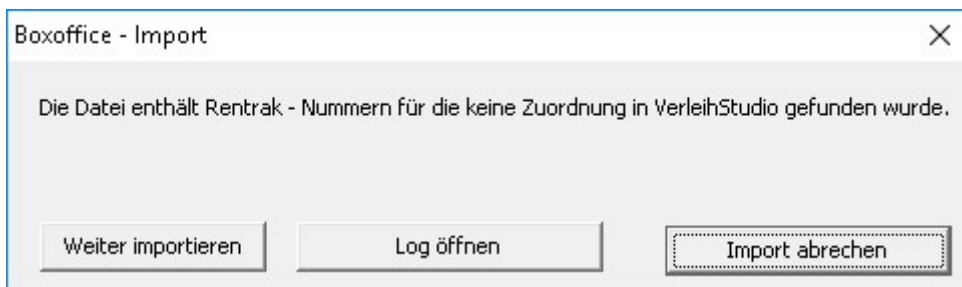 Boxoffice - Import
Die Datei enthält Rentrak - Nummern für die keine Zuordnung in VerleihStudio gefunden wurde.
Weiter importieren
Log öffnen
Import abrechen